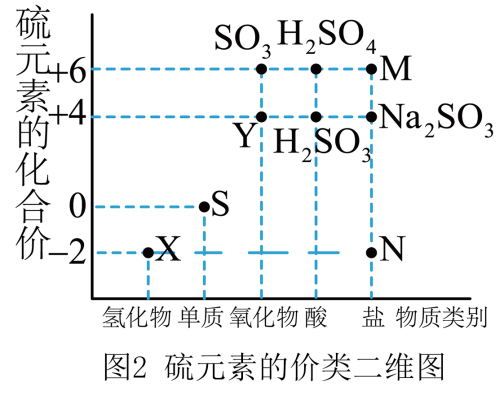 硫元素的化合价
SO₃ H₂SO₄
+6 M
+4 Y H₂SO₃ Na₂SO₃
0 S
−2 X N
氢化物 单质 氧化物 酸 盐 物质类别
图2 硫元素的价类二维图